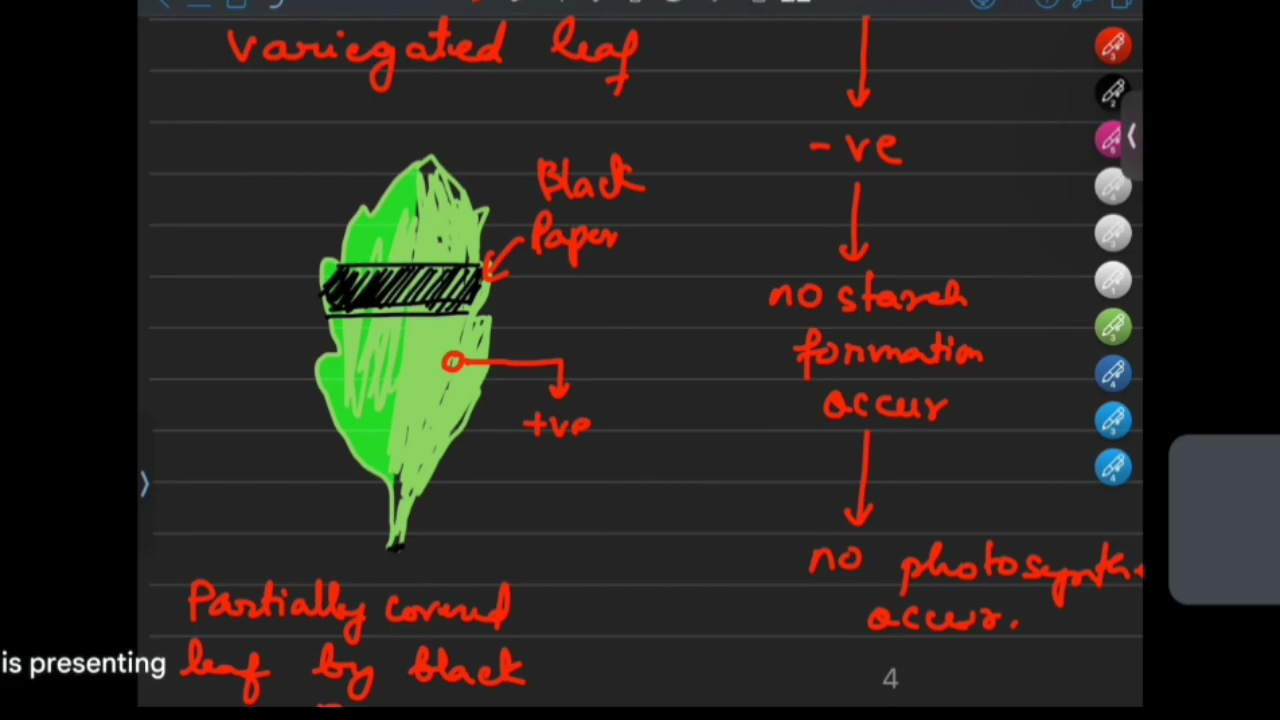 variegated leaf
Black
Paper
+ve
Partially covered
leaf by black
-ve
no starch
formation
occur
no photosynth
occur.
4
is presenting